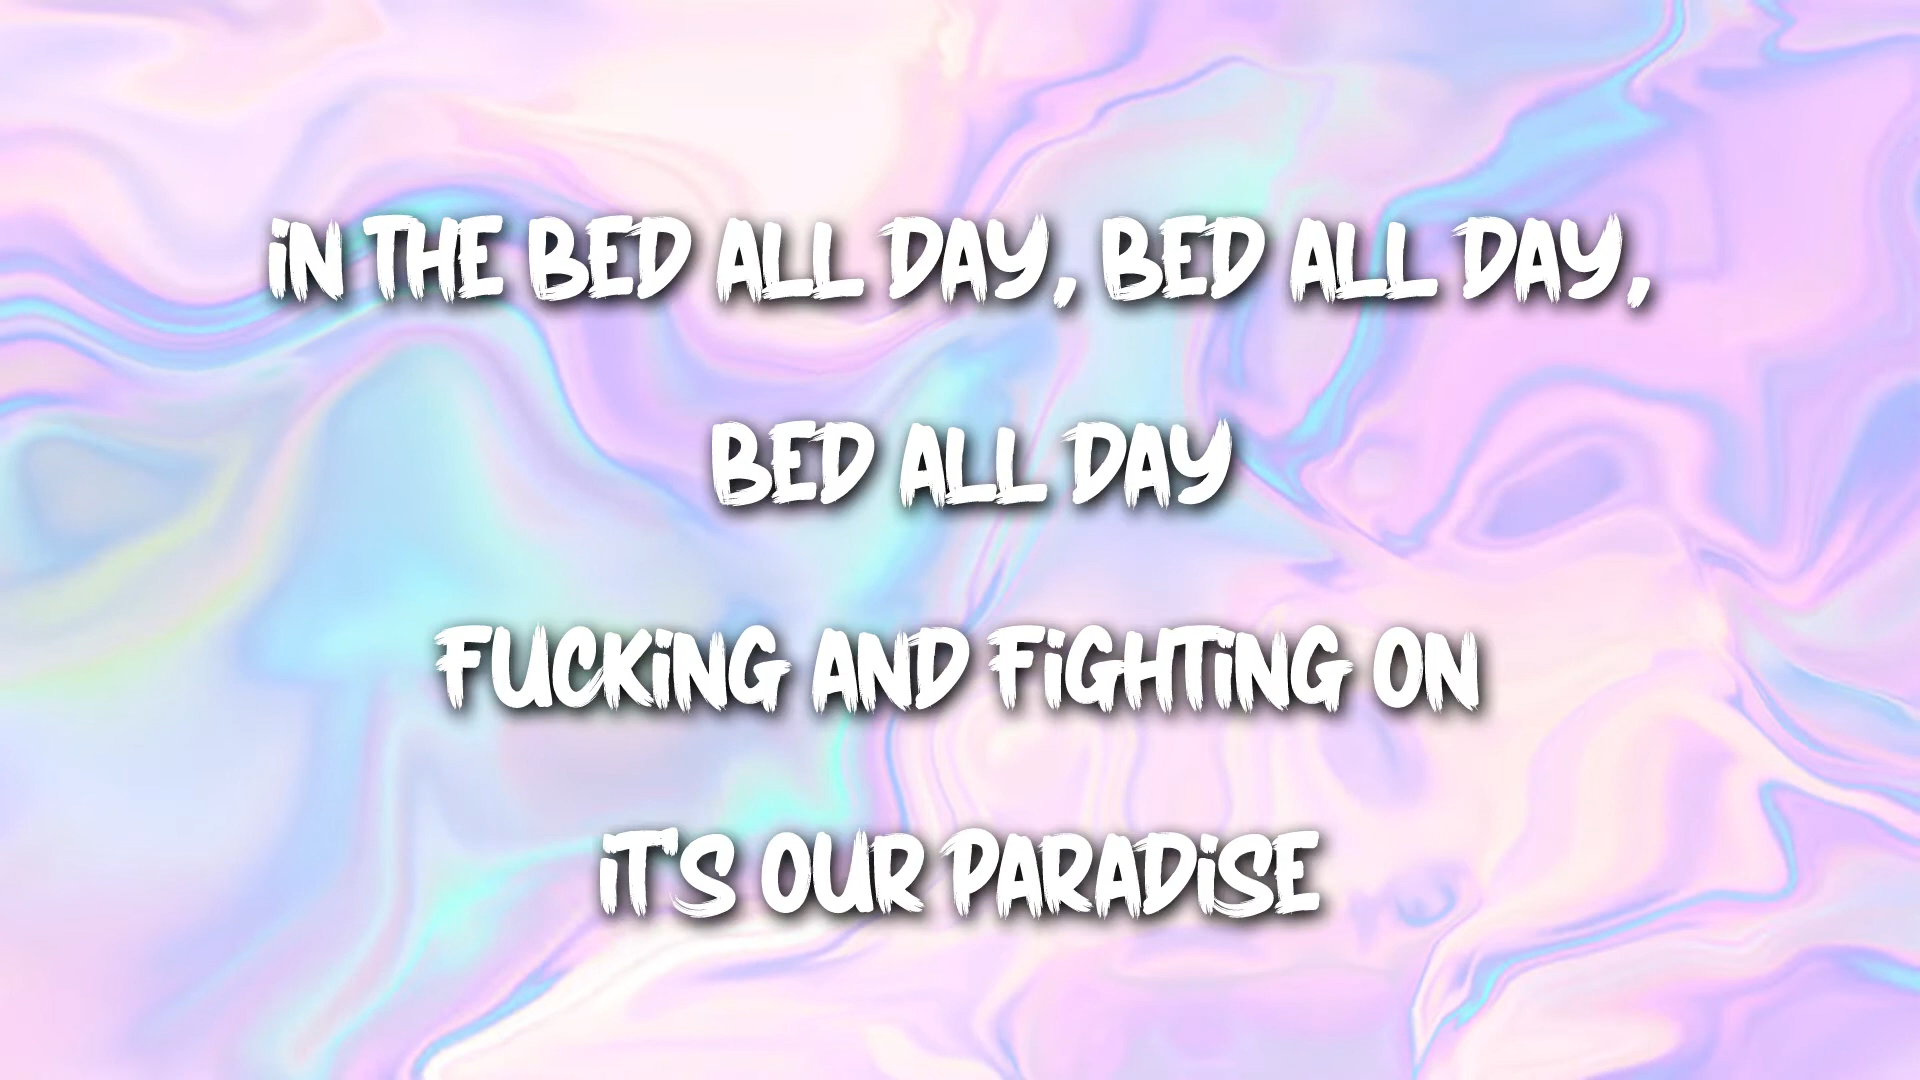 iN THE BED ALL DAY, BED ALL DAY,
BED ALL DAY
FUCKiNG AND FiGHTiNG ON
iT'S OUR PARADiSE